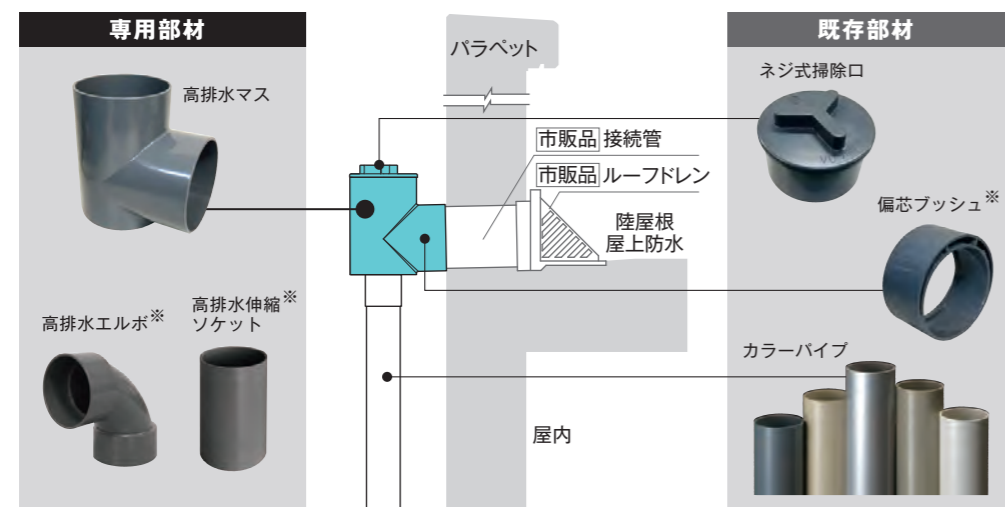 専用部材
高排水マス
高排水エルボ※
高排水伸縮※
ソケット
パラペット
市販品 接続管
市販品 ルーフドレン
陸屋根
屋上防水
屋内
既存部材
ネジ式掃除口
偏芯ブッシュ※
カラーパイプ